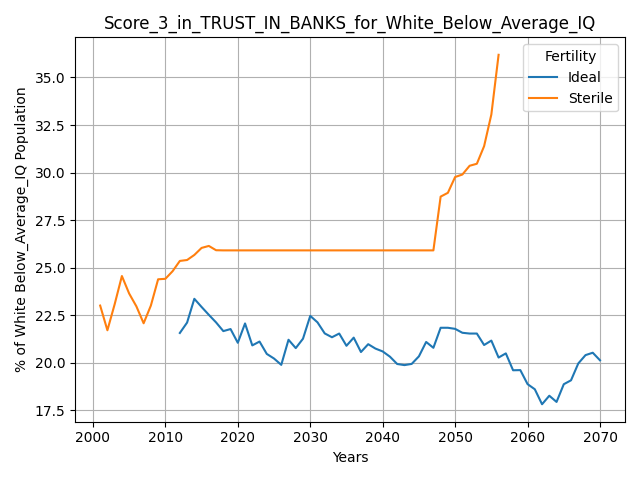 Score_3_in_TRUST_IN_BANKS_for_White_Below_Average_IQ
% of White Below_Average_IQ Population
35.0
32.5
30.0
27.5
25.0
22.5
20.0
17.5
Fertility
Ideal
Sterile
2000 2010 2020 2030 2040 2050 2060 2070
Years